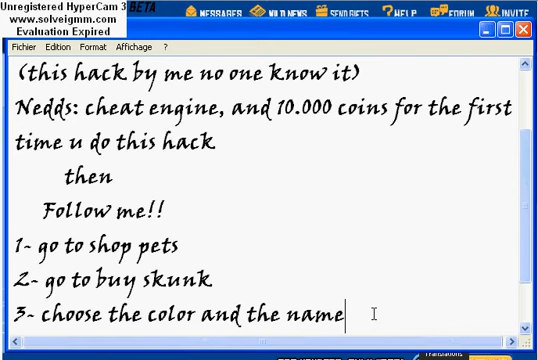 Unregistered HyperCam 3
www.solveigmm.com
Evaluation Expired
BETA
MESSAGES
WILD NEWS
SEND GIFTS
HELP
FORUM
INVITE
Fichier Edition Format Affichage ?
(this hack by me no one know it)
Nedds: cheat engine, and 10.000 coins for the first
time u do this hack
then
Follow me!!
1- go to shop pets
2- go to buy skunk
3- choose the color and the name
Translations